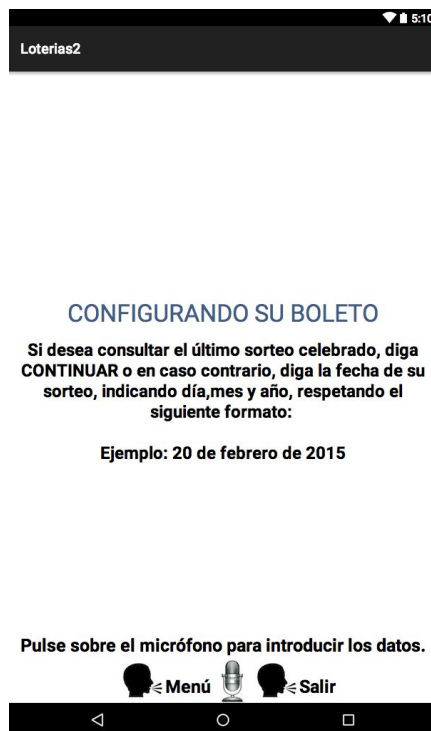 5:10
Loterias2
CONFIGURANDO SU BOLETO
Si desea consultar el último sorteo celebrado, diga
CONTINUAR o en caso contrario, diga la fecha de su
sorteo, indicando día,mes y año, respetando el
siguiente formato:
Ejemplo: 20 de febrero de 2015
Pulse sobre el micrófono para introducir los datos.
Menú Salir